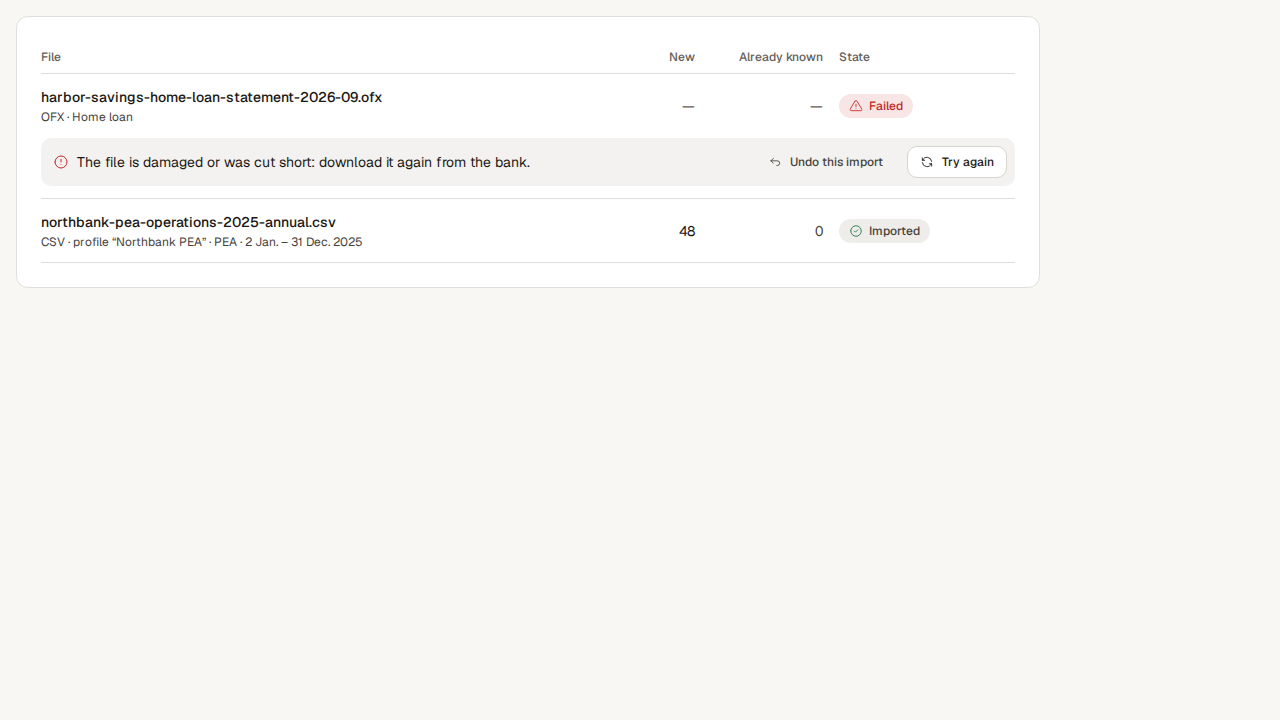 File New Already known State
harbor-savings-home-loan-statement-2026-09.ofx
OFX · Home loan
— — Failed
The file is damaged or was cut short: download it again from the bank. Undo this import Try again
northbank-pea-operations-2025-annual.csv
CSV · profile “Northbank PEA” · PEA · 2 Jan. – 31 Dec. 2025
48 0 Imported